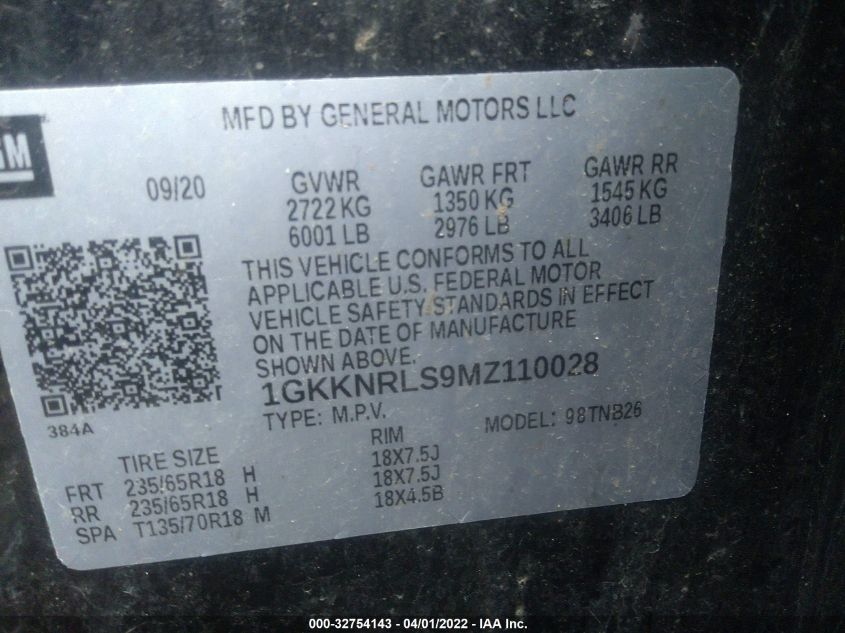 MFD BY GENERAL MOTORS LLC
GM
09/20
GVWR
2722 KG
6001 LB
GAWR FRT
1350 KG
2976 LB
GAWR RR
1545 KG
3406 LB
THIS VEHICLE CONFORMS TO ALL
APPLICABLE U.S. FEDERAL MOTOR
VEHICLE SAFETY STANDARDS IN EFFECT
ON THE DATE OF MANUFACTURE
SHOWN ABOVE.
1GKKNRLS9MZ110028
384A
TYPE: M.P.V.
MODEL: 98TNB26
TIRE SIZE
RIM
FRT 235/65R18 H 18X7.5J
RR 235/65R18 H 18X7.5J
SPA T135/70R18 M 18X4.5B
000-32754143 - 04/01/2022 - IAA Inc.